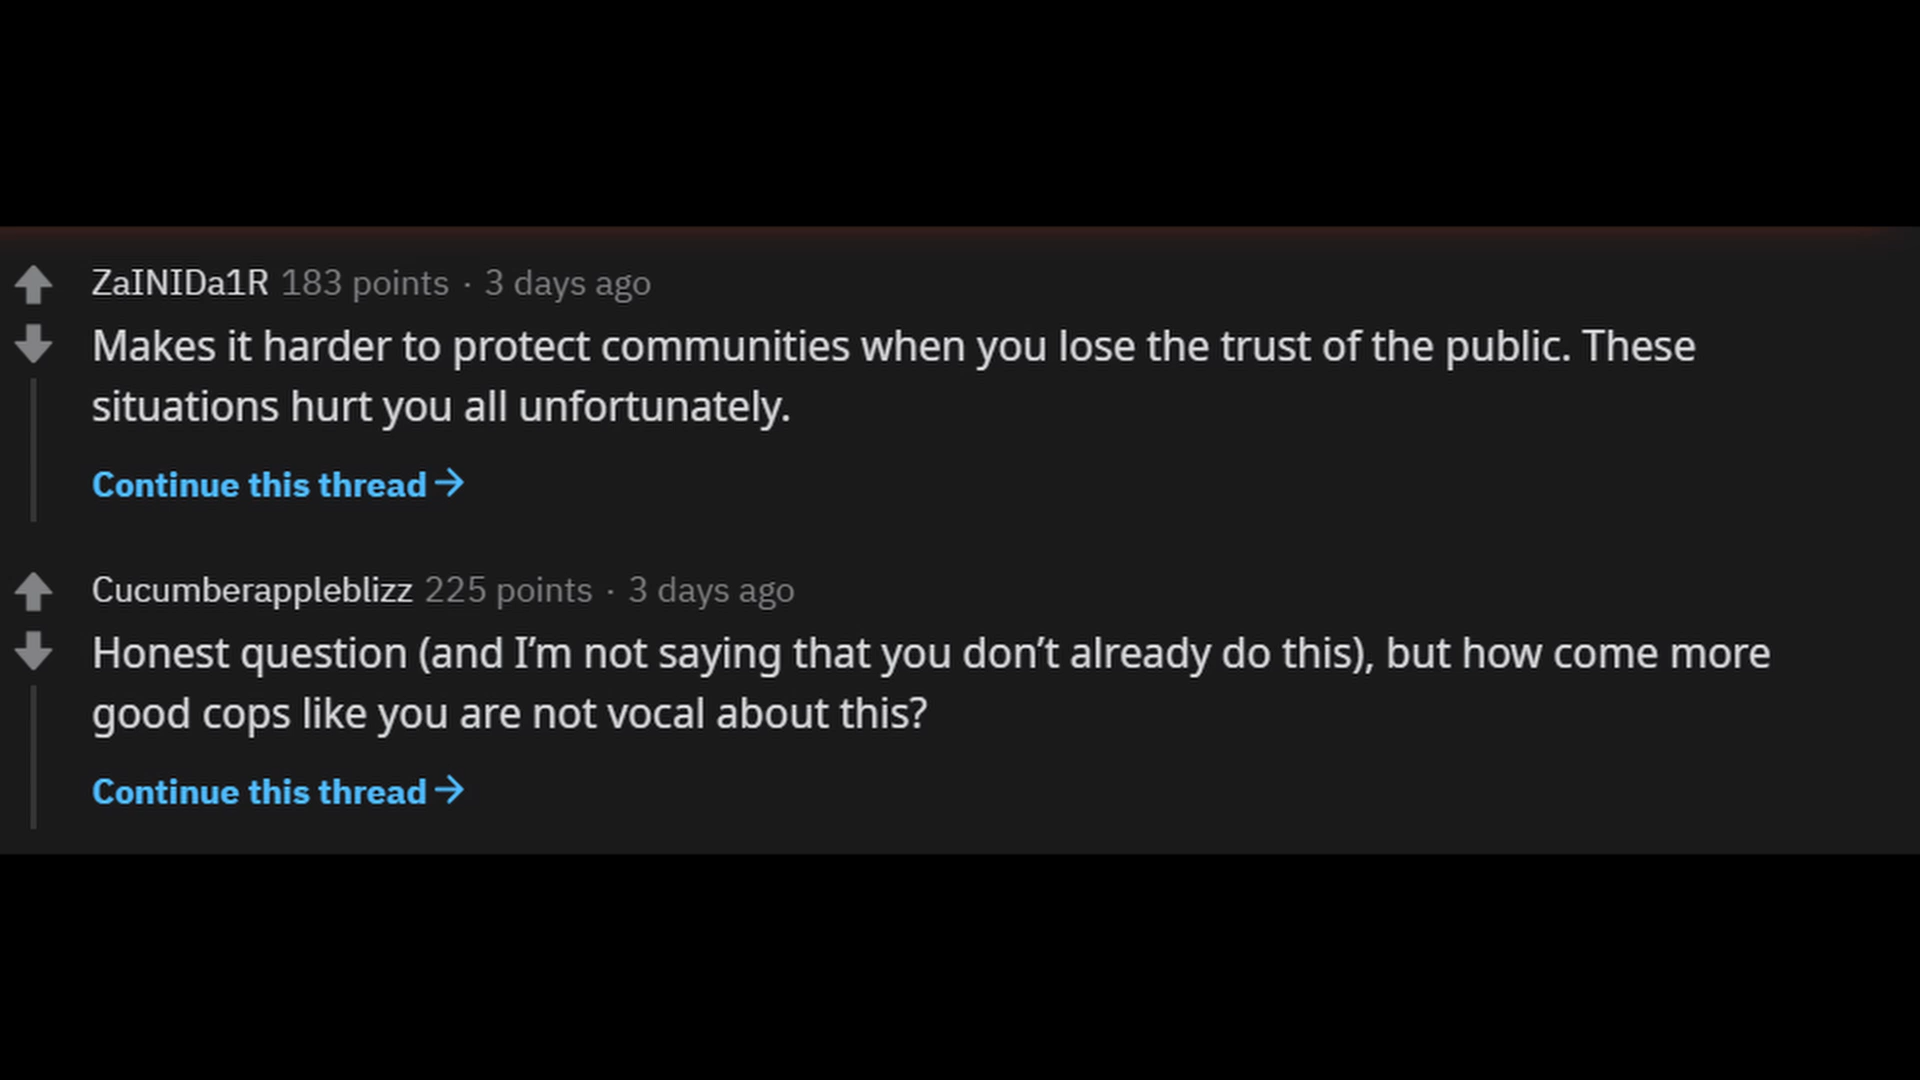 ZaINIDa1R 183 points · 3 days ago
Makes it harder to protect communities when you lose the trust of the public. These
situations hurt you all unfortunately.
Continue this thread →
Cucumberappleblizz 225 points · 3 days ago
Honest question (and I’m not saying that you don’t already do this), but how come more
good cops like you are not vocal about this?
Continue this thread →